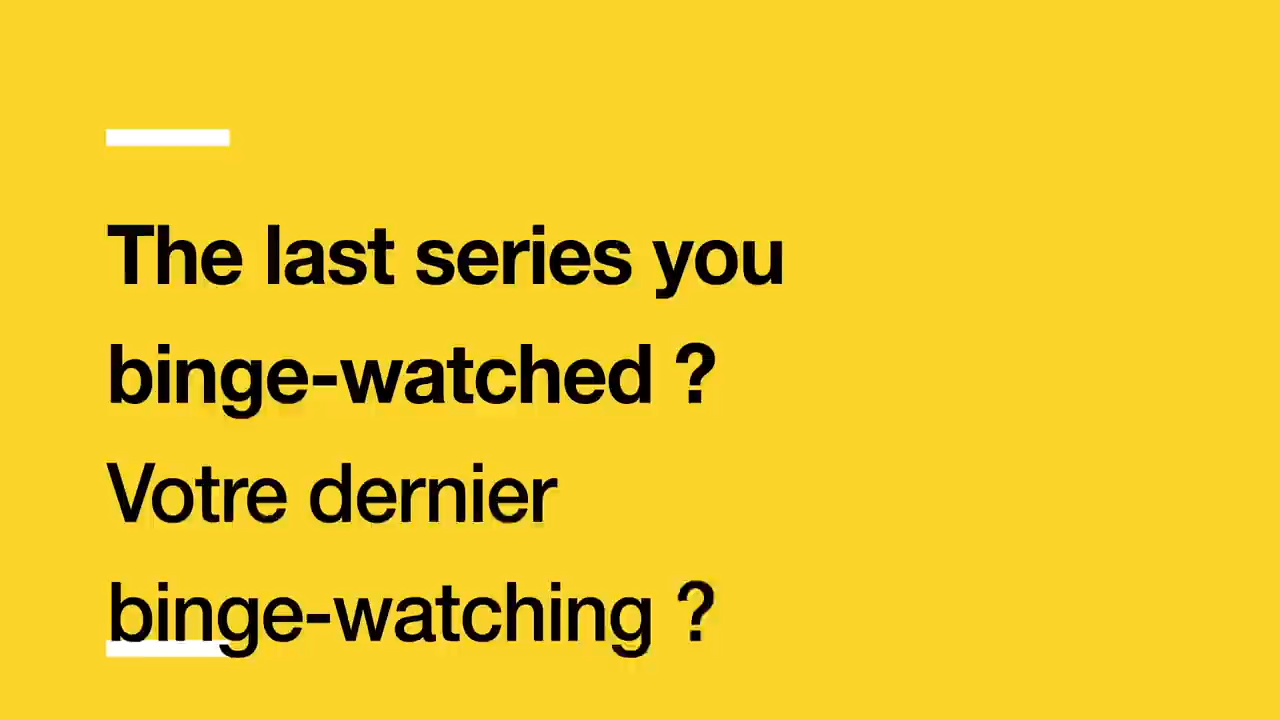 The last series you
binge-watched ?
Votre dernier
binge-watching ?